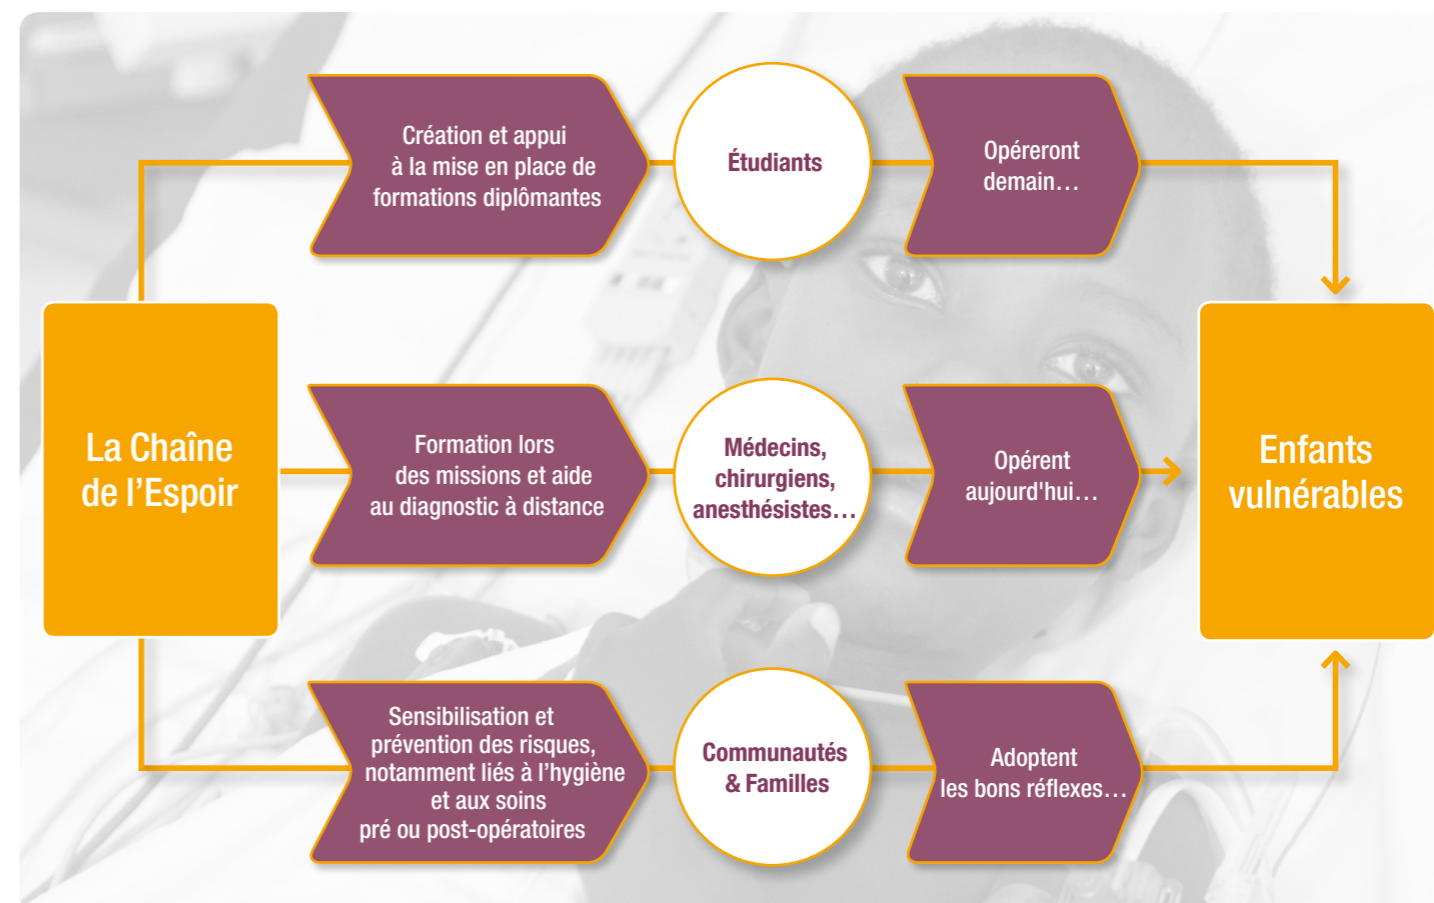 Création et appui
à la mise en place de
formations diplômantes
Étudiants
Opéreront
demain…
La Chaîne
de l’Espoir
Formation lors
des missions et aide
au diagnostic à distance
Médecins,
chirurgiens,
anesthésistes…
Opérent
aujourd'hui…
Enfants
vulnérables
Sensibilisation et
prévention des risques,
notamment liés à l’hygiène
et aux soins
pré ou post-opératoires
Communautés
& Familles
Adoptent
les bons réflexes…